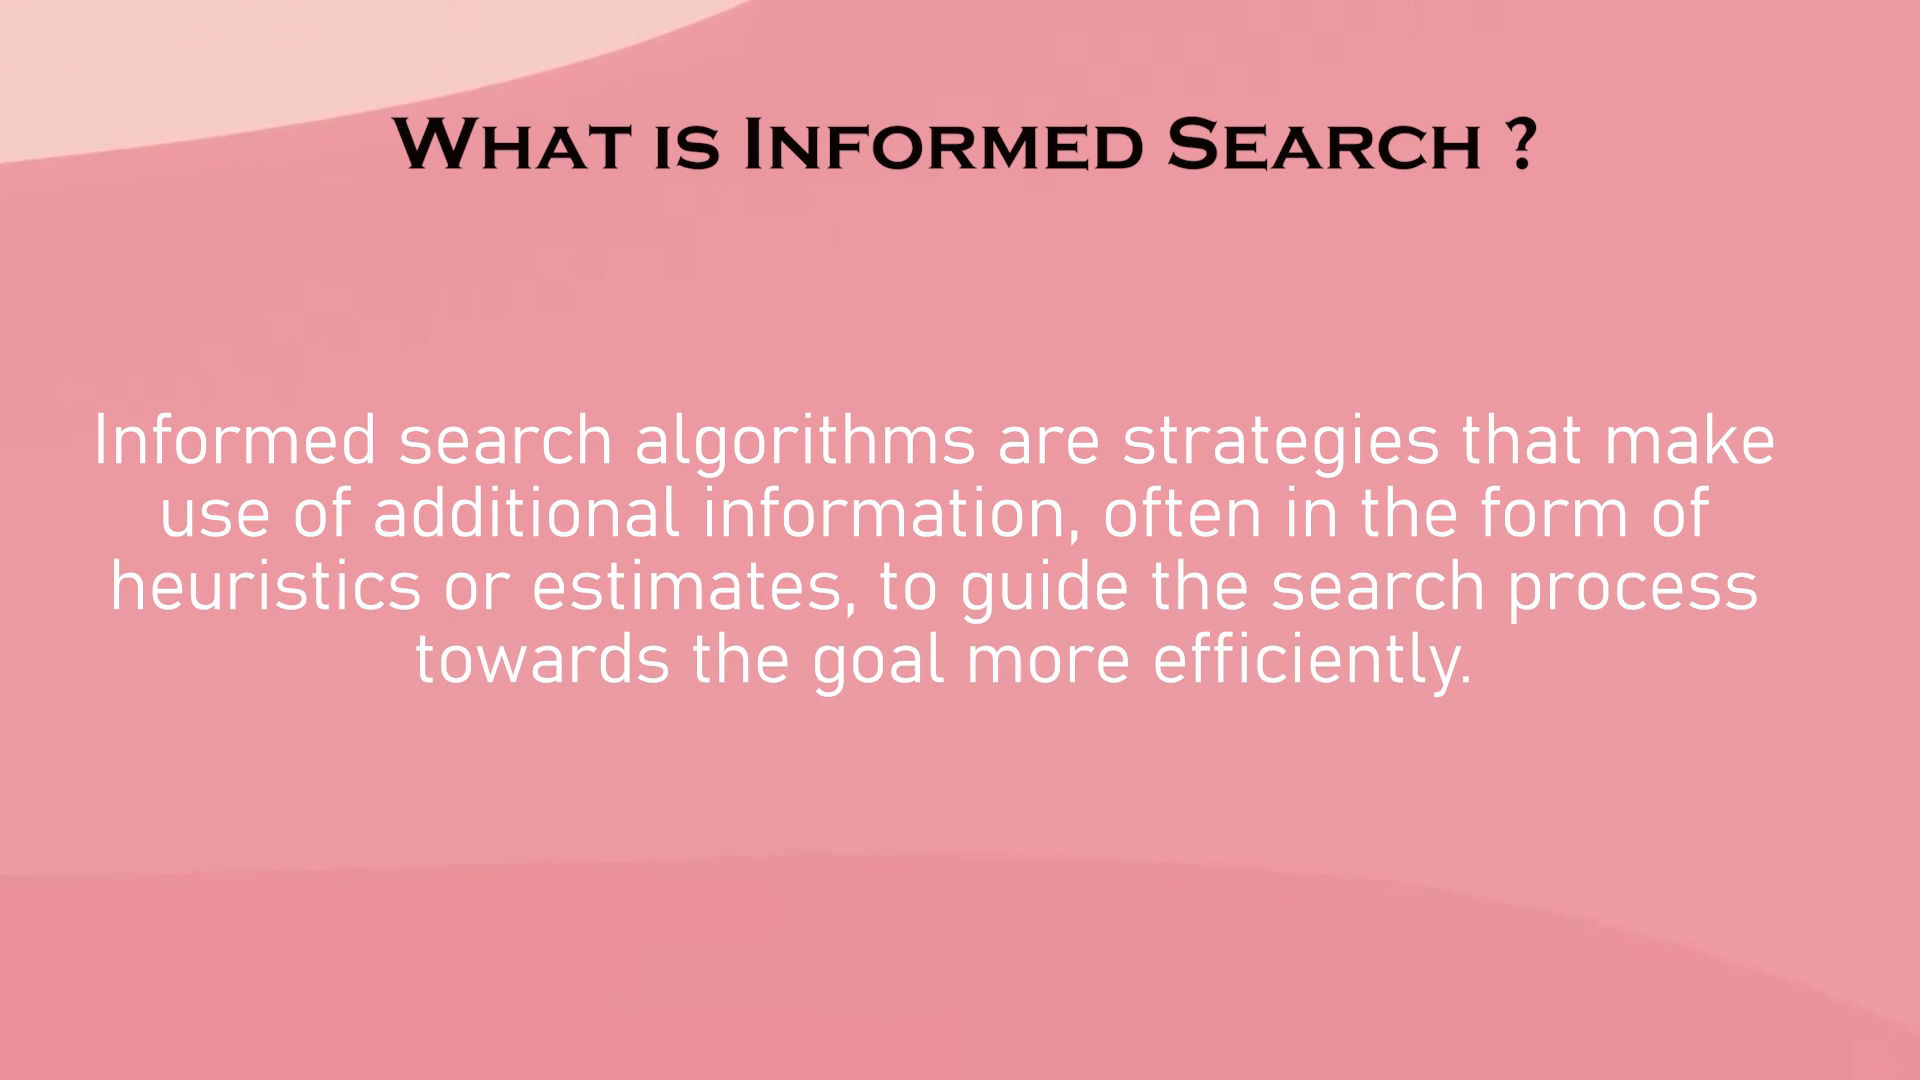 What is Informed Search ?
Informed search algorithms are strategies that make
use of additional information, often in the form of
heuristics or estimates, to guide the search process
towards the goal more efficiently.